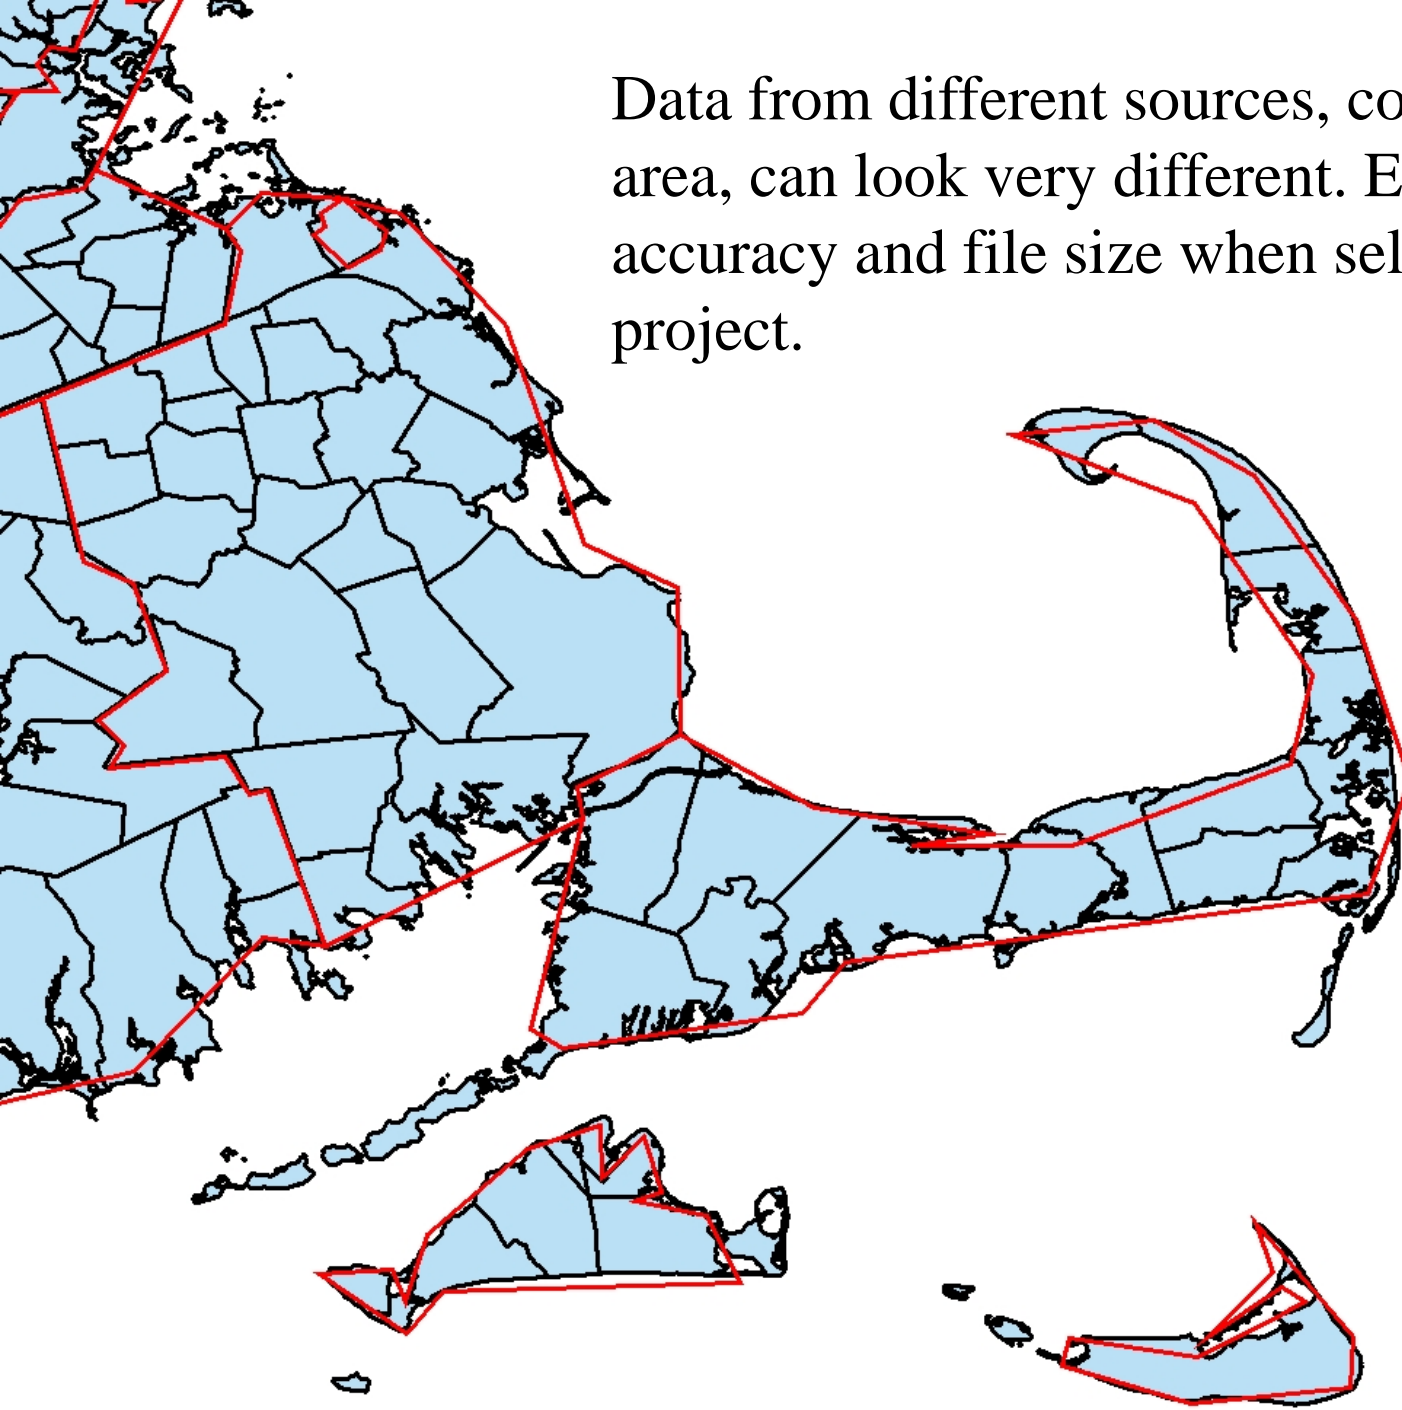 Data from different sources, co
area, can look very different. E
accuracy and file size when sel
project.